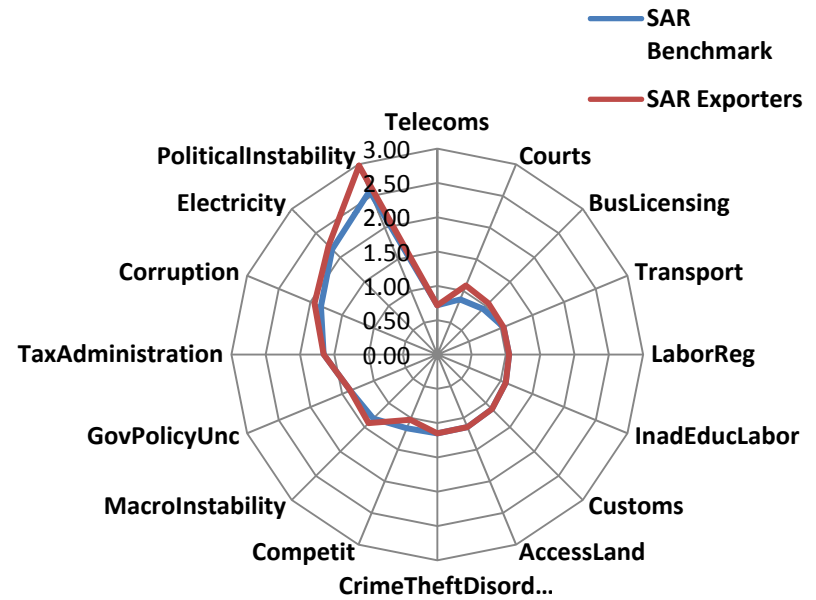 SAR
Benchmark
SAR Exporters
Telecoms
Courts
BusLicensing
Transport
LaborReg
InadEducLabor
Customs
AccessLand
CrimeTheftDisord...
Competit
MacroInstability
GovPolicyUnc
TaxAdministration
Corruption
Electricity
PoliticalInstability
3.00
2.50
2.00
1.50
1.00
0.50
0.00